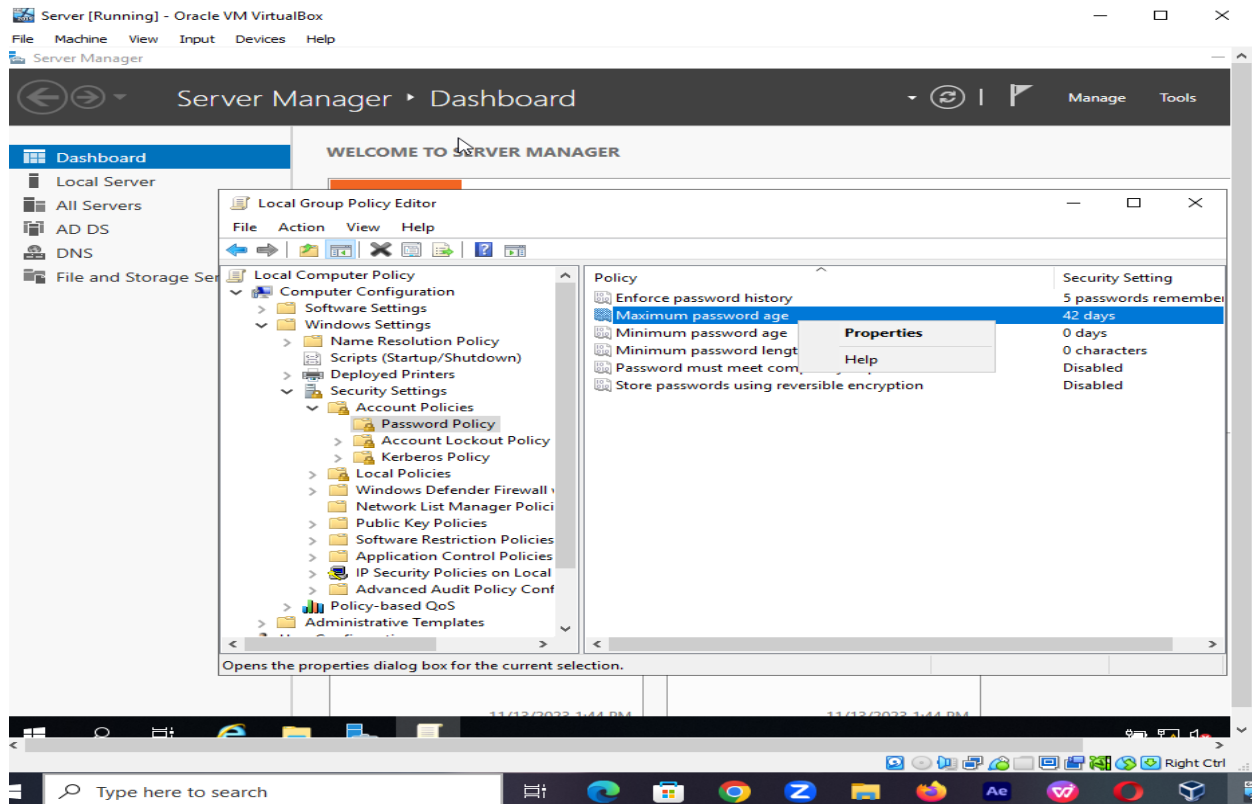 Server [Running] - Oracle VM VirtualBox
File Machine View Input Devices Help
Server Manager
Server Manager • Dashboard
Manage Tools
Dashboard
Local Server
All Servers
AD DS
DNS
File and Storage Ser
WELCOME TO SERVER MANAGER
Local Group Policy Editor
File Action View Help
Local Computer Policy
Computer Configuration
Software Settings
Windows Settings
Name Resolution Policy
Scripts (Startup/Shutdown)
Deployed Printers
Security Settings
Account Policies
Password Policy
Account Lockout Policy
Kerberos Policy
Local Policies
Windows Defender Firewall
Network List Manager Polici
Public Key Policies
Software Restriction Policies
Application Control Policies
IP Security Policies on Local
Advanced Audit Policy Conf
Policy-based QoS
Administrative Templates
Policy Security Setting
Enforce password history 5 passwords remember
Maximum password age 42 days
Minimum password age 0 days
Minimum password lengt 0 characters
Password must meet com Disabled
Store passwords using reversible encryption Disabled
Properties
Help
Opens the properties dialog box for the current selection.
11/13/2023 1:44 PM 11/13/2023 1:44 PM
Right Ctrl
Type here to search
Z
Ae